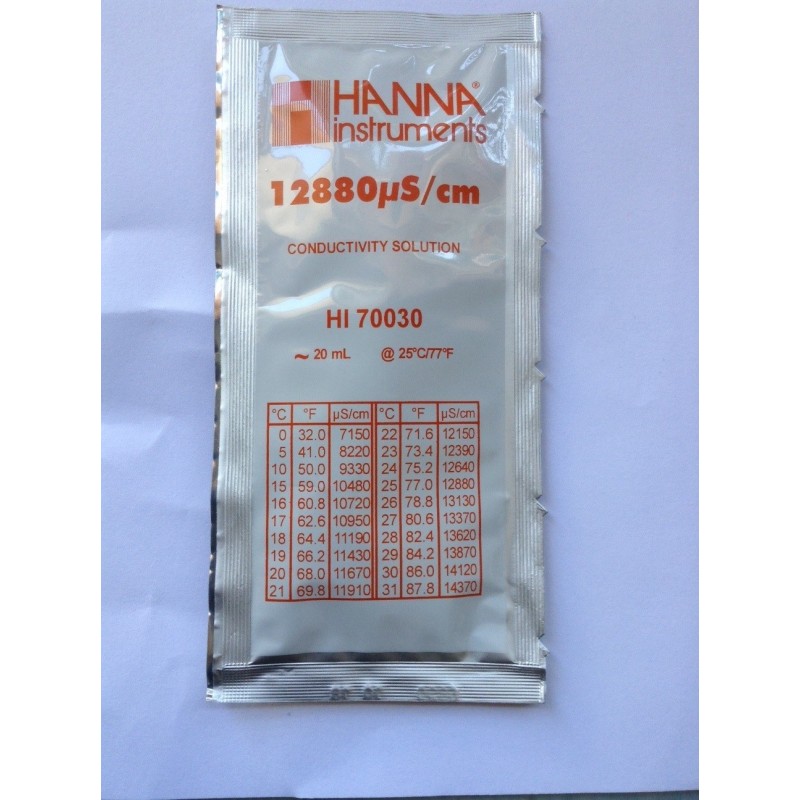 HANNA®
instruments
12880µS/cm
CONDUCTIVITY SOLUTION
HI 70030
~ 20 mL @ 25°C/77°F
°C °F µS/cm °C °F µS/cm
0 32.0 7150 22 71.6 12150
5 41.0 8220 23 73.4 12390
10 50.0 9330 24 75.2 12640
15 59.0 10480 25 77.0 12880
16 60.8 10720 26 78.8 13130
17 62.6 10950 27 80.6 13370
18 64.4 11190 28 82.4 13620
19 66.2 11430 29 84.2 13870
20 68.0 11670 30 86.0 14120
21 69.8 11910 31 87.8 14370